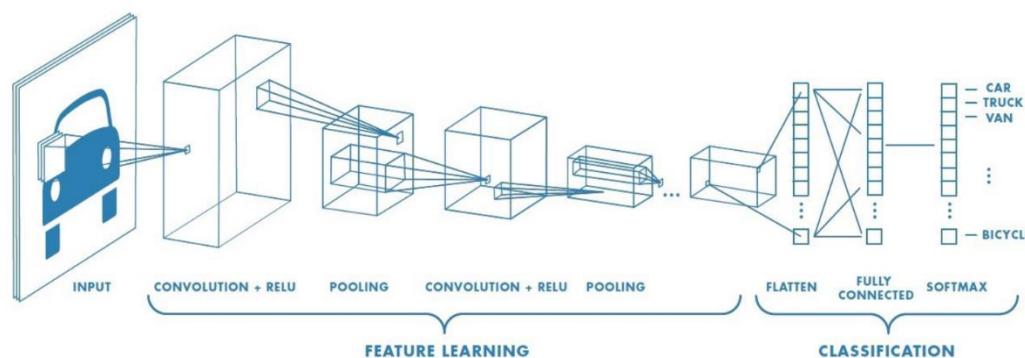 CAR
TRUCK
VAN
BICYCL
INPUT
CONVOLUTION + RELU
POOLING
CONVOLUTION + RELU
POOLING
FLATTEN
FULLY
CONNECTED
SOFTMAX
FEATURE LEARNING
CLASSIFICATION